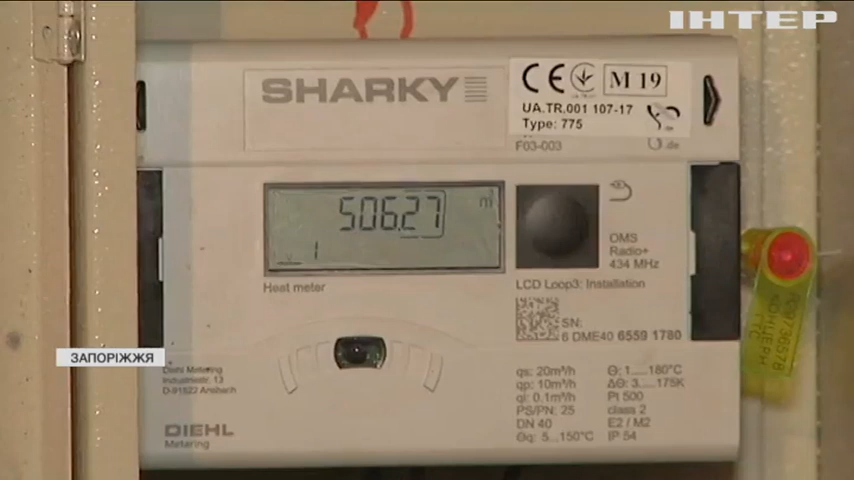 ІНТЕР
SHARKY
CE
M 19
UA.TR.001 107-17
Type: 775
F03-003
.de
506.27
m³
1
Heat meter
OMS
Radio+
434 MHz
LCD Loop3: Installation
SN:
6 DME40 6559 1780
ЗАПОРІЖЖЯ
Diehl Metering
Industriestr. 13
D-91522 Ansbach
DIEHL
Metering
qs: 20m³/h
qp: 10m³/h
qi: 0.1m³/h
PS/PN: 25
DN 40
Θq: 5...150°C
Θ: 1.....180°C
ΔΘ: 3.....175K
Pt 500
class 2
E2 / M2
IP 54
КОНЦЕРН